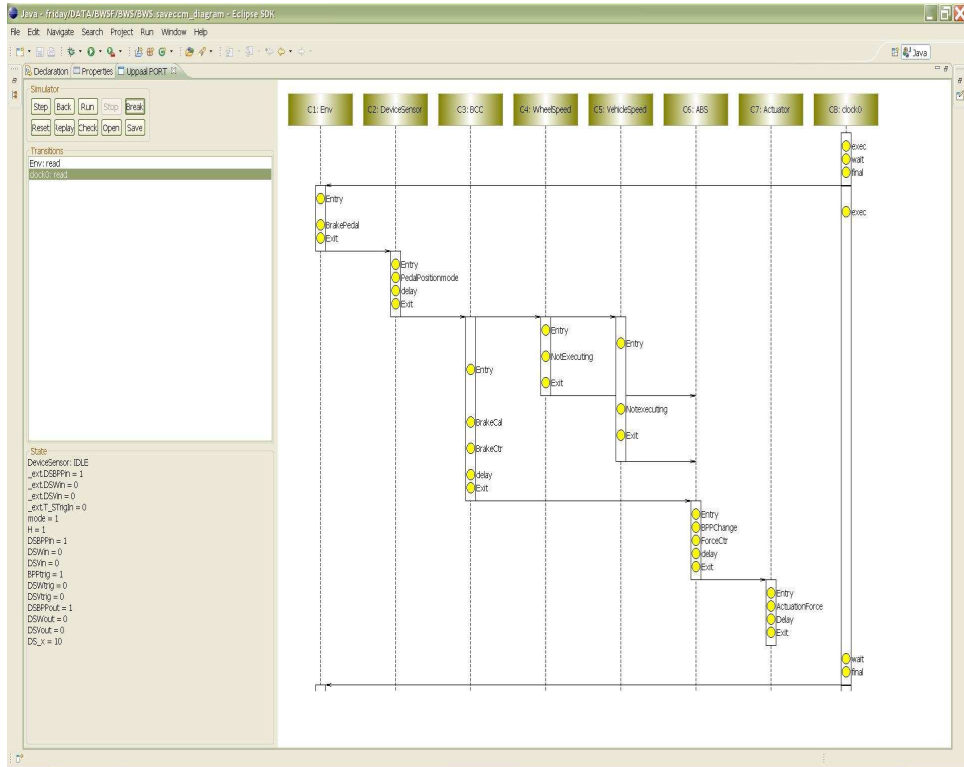 Java - friday/DATA/BWSF/BWS/BWS.saveccm_diagram - Eclipse SDK
File Edit Navigate Search Project Run Window Help
Java
Declaration Properties Uppaal PORT
Simulator
Step Back Run Stop Break
Reset Replay Check Open Save
Transitions
Env: read
clock0: read
State
DeviceSensor: IDLE
_ext.DSBPPin = 1
_ext.DSWin = 0
_ext.DSVin = 0
_ext.T_STrigIn = 0
mode = 1
H = 1
DSBPPin = 1
DSWin = 0
DSVin = 0
BPPtrig = 1
DSWtrig = 0
DSVtrig = 0
DSBPPout = 1
DSWout = 0
DSVout = 0
DS_x = 10
C1: Env C2: DeviceSensor C3: BCC C4: WheelSpeed C5: VehicleSpeed C6: ABS C7: Actuator C8: clock0
exec
wait
final
Entry
exec
BrakePedal
Exit
Entry
PedalPositionmode
delay
Exit
Entry
Entry
NotExecuting
Entry
Exit
Notexecuting
BrakeCal
Exit
BrakeCtr
delay
Exit
Entry
BPPChange
ForceCtr
delay
Exit
Entry
ActuationForce
Delay
Exit
wait
final